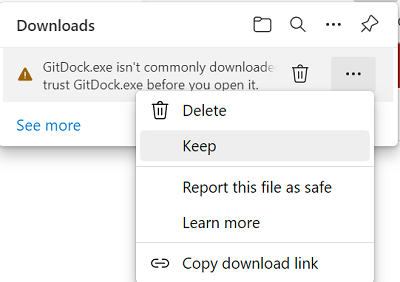 Downloads
GitDock.exe isn't commonly downloade
trust GitDock.exe before you open it.
See more
Delete
Keep
Report this file as safe
Learn more
Copy download link